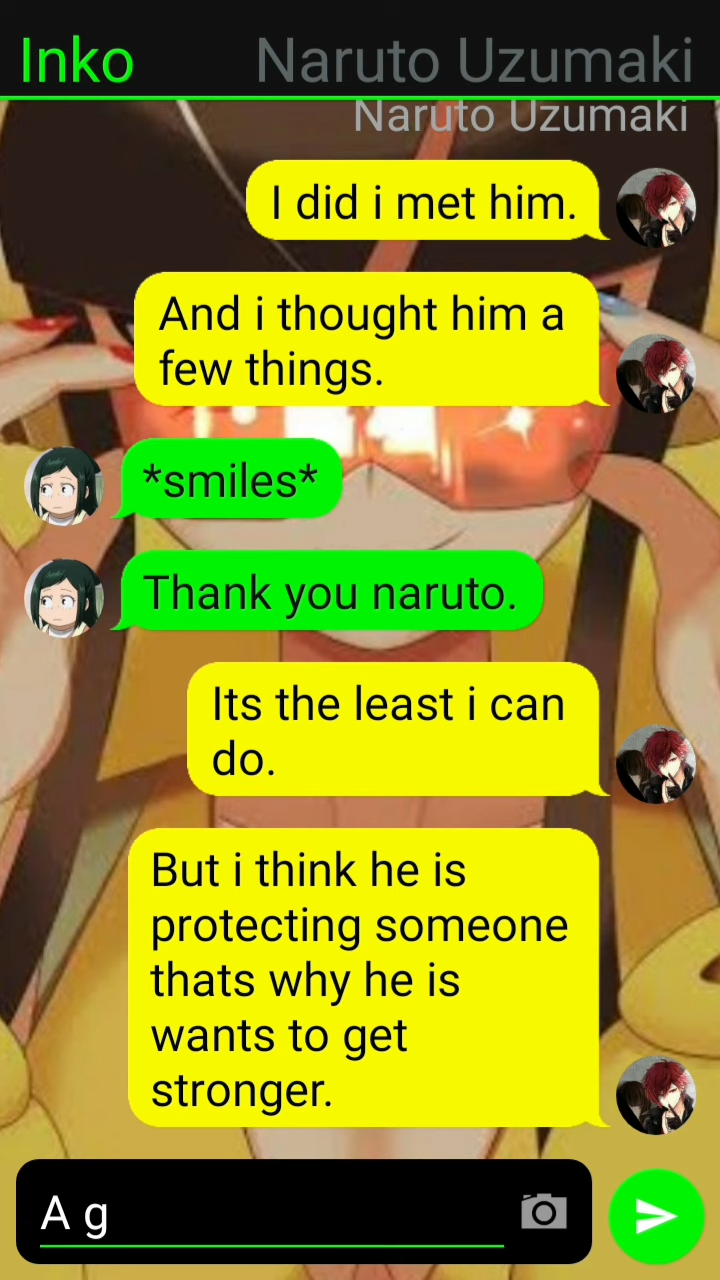 Inko
Naruto Uzumaki
Naruto Uzumaki
I did i met him.
And i thought him a
few things.
*smiles*
Thank you naruto.
Its the least i can
do.
But i think he is
protecting someone
thats why he is
wants to get
stronger.
A g